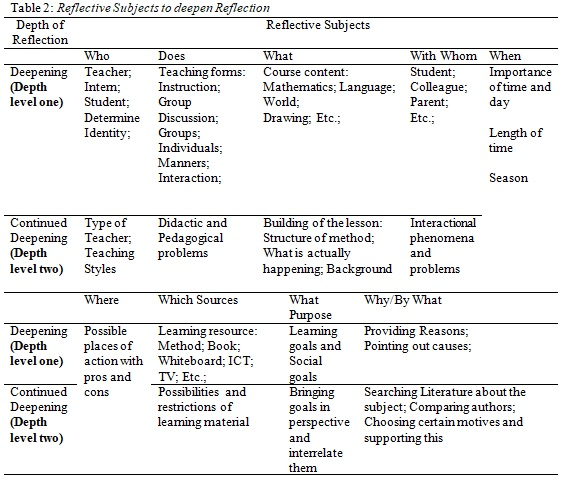 Table 2: Reflective Subjects to deepen Reflection
Depth of Reflection Reflective Subjects
Who Does What With Whom When
Deepening (Depth level one)
Teacher; Intern; Student; Determine Identity;
Teaching forms: Instruction; Group Discussion; Groups; Individuals; Manners; Interaction;
Course content: Mathematics; Language; World; Drawing; Etc.;
Student; Colleague; Parent; Etc.;
Importance of time and day
Length of time
Season
Continued Deepening (Depth level two)
Type of Teacher; Teaching Styles
Didactic and Pedagogical problems
Building of the lesson: Structure of method; What is actually happening; Background
Interactional phenomena and problems
Where Which Sources What Purpose Why/By What
Deepening (Depth level one)
Possible places of action with pros and cons
Learning resource: Method; Book; Whiteboard; ICT; TV; Etc.;
Learning goals and Social goals
Providing Reasons; Pointing out causes;
Continued Deepening (Depth level two)
Possibilities and restrictions of learning material
Bringing goals in perspective and interrelate them
Searching Literature about the subject; Comparing authors; Choosing certain motives and supporting this